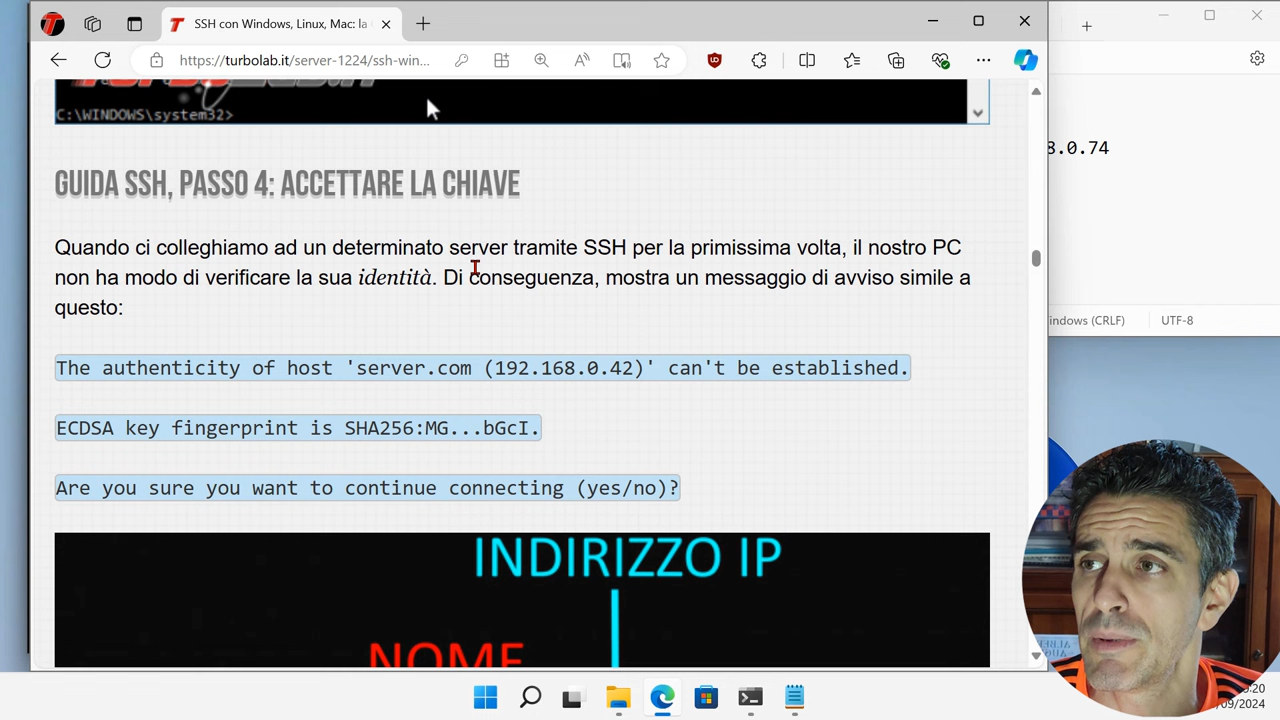 SSH con Windows, Linux, Mac: la
https://turbolab.it/server-1224/ssh-win...
C:\WINDOWS\system32>
GUIDA SSH, PASSO 4: ACCETTARE LA CHIAVE
Quando ci colleghiamo ad un determinato server tramite SSH per la primissima volta, il nostro PC
non ha modo di verificare la sua identità. Di conseguenza, mostra un messaggio di avviso simile a
questo:
The authenticity of host 'server.com (192.168.0.42)' can't be established.
ECDSA key fingerprint is SHA256:MG...bGcI.
Are you sure you want to continue connecting (yes/no)?
INDIRIZZO IP
NOME
8.0.74
indows (CRLF) UTF-8
:20
/09/2024